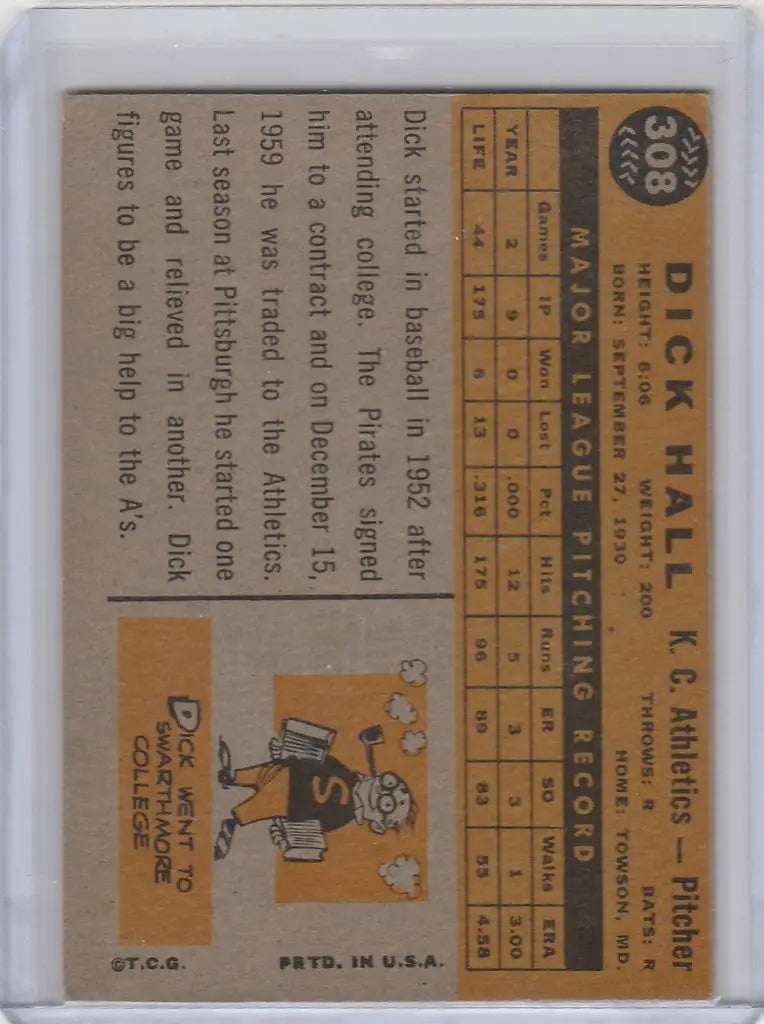 308
DICK HALL K. C. Athletics — Pitcher
HEIGHT: 6:06 WEIGHT: 200 THROWS: R BATS: R
BORN: SEPTEMBER 27, 1930 HOME: TOWSON, MD.
MAJOR LEAGUE PITCHING RECORD
Games IP Won Lost Pct Hits Runs ER SO Walks ERA
YEAR 2 9 0 0 .000 12 5 3 3 1 3.00
LIFE 44 175 6 13 .316 175 96 89 83 55 4.58
Dick started in baseball in 1952 after
attending college. The Pirates signed
him to a contract and on December 15,
1959 he was traded to the Athletics.
Last season at Pittsburgh he started one
game and relieved in another. Dick
figures to be a big help to the A's.
S
DICK WENT TO
SWARTHMORE
COLLEGE
©T.C.G. PRTD. IN U.S.A.